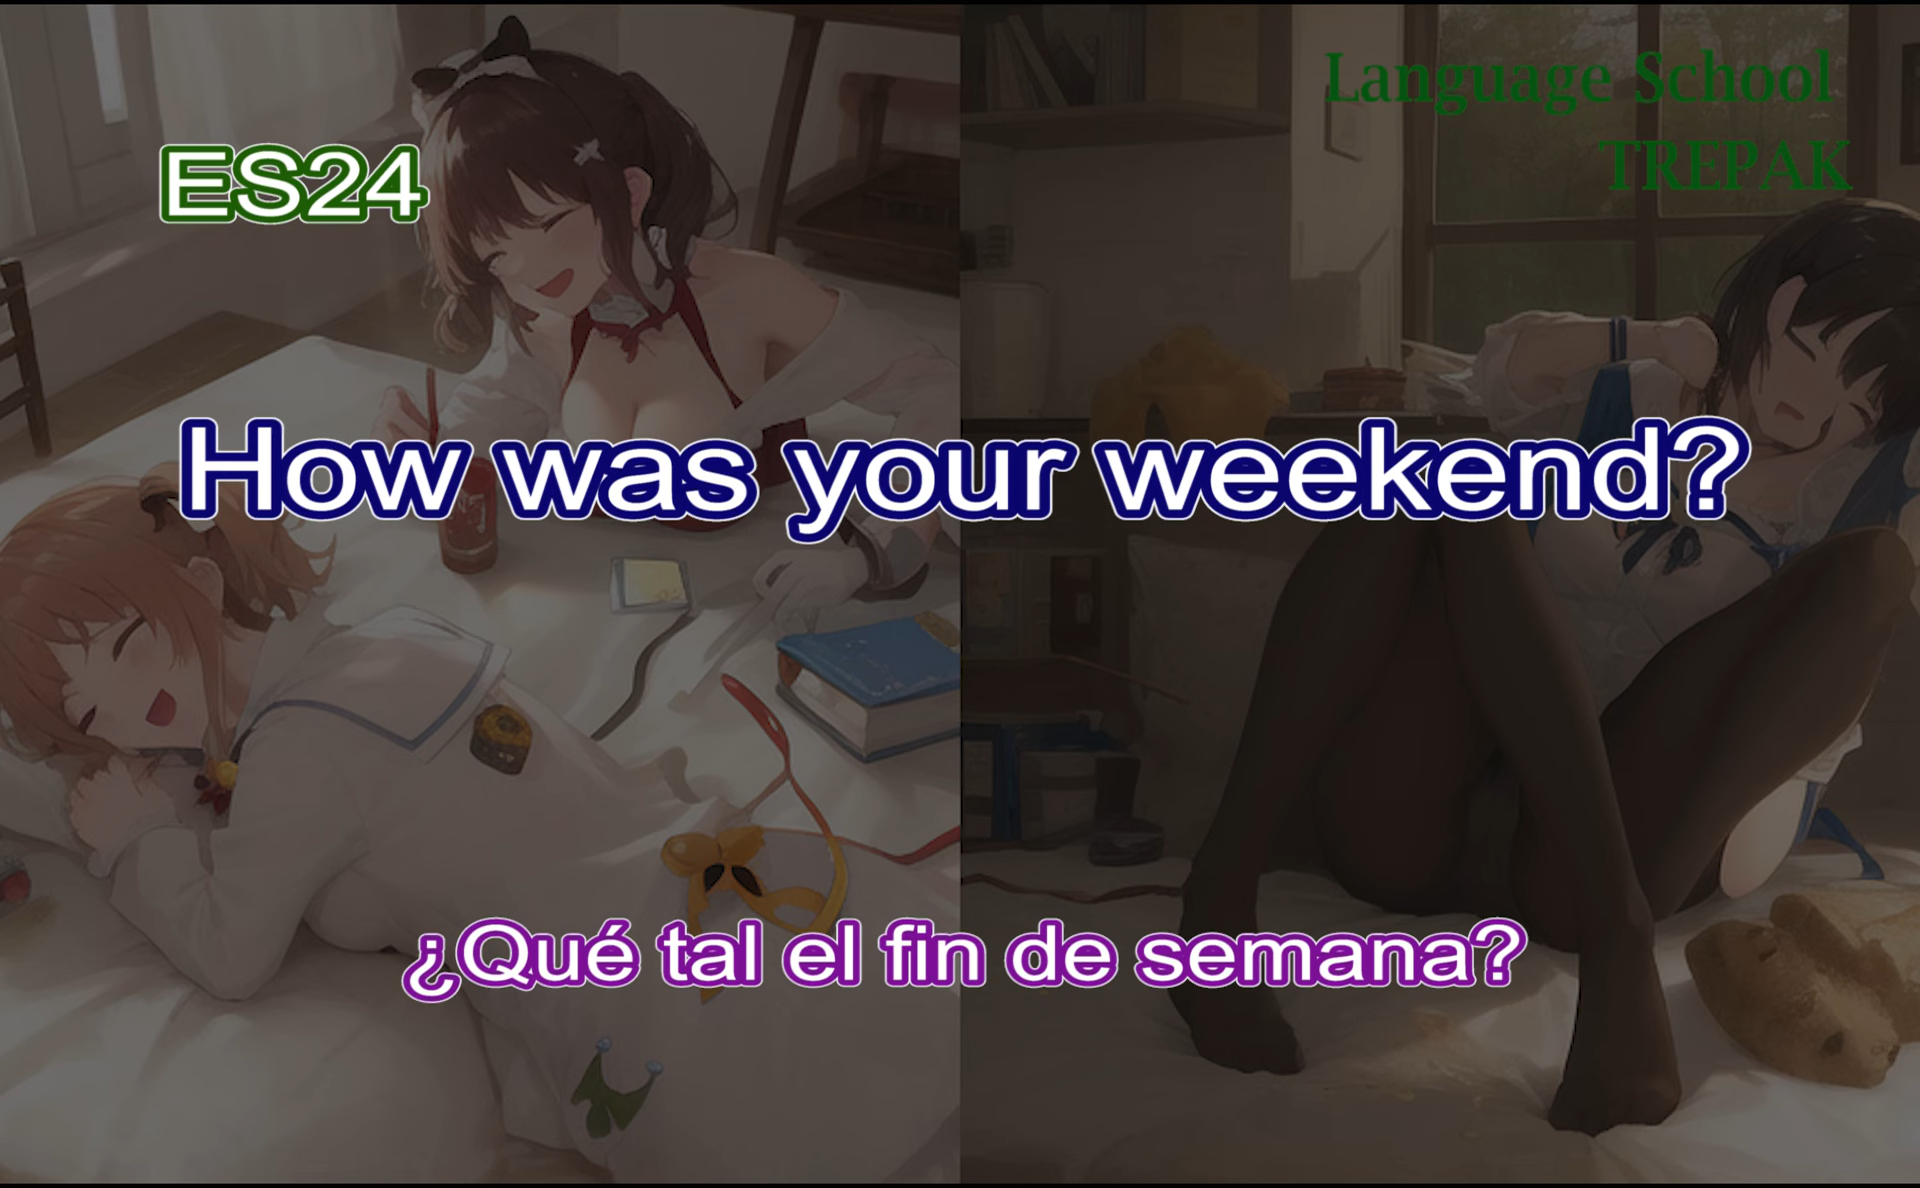 Language School
TREPAK
ES24
How was your weekend?
¿Qué tal el fin de semana?